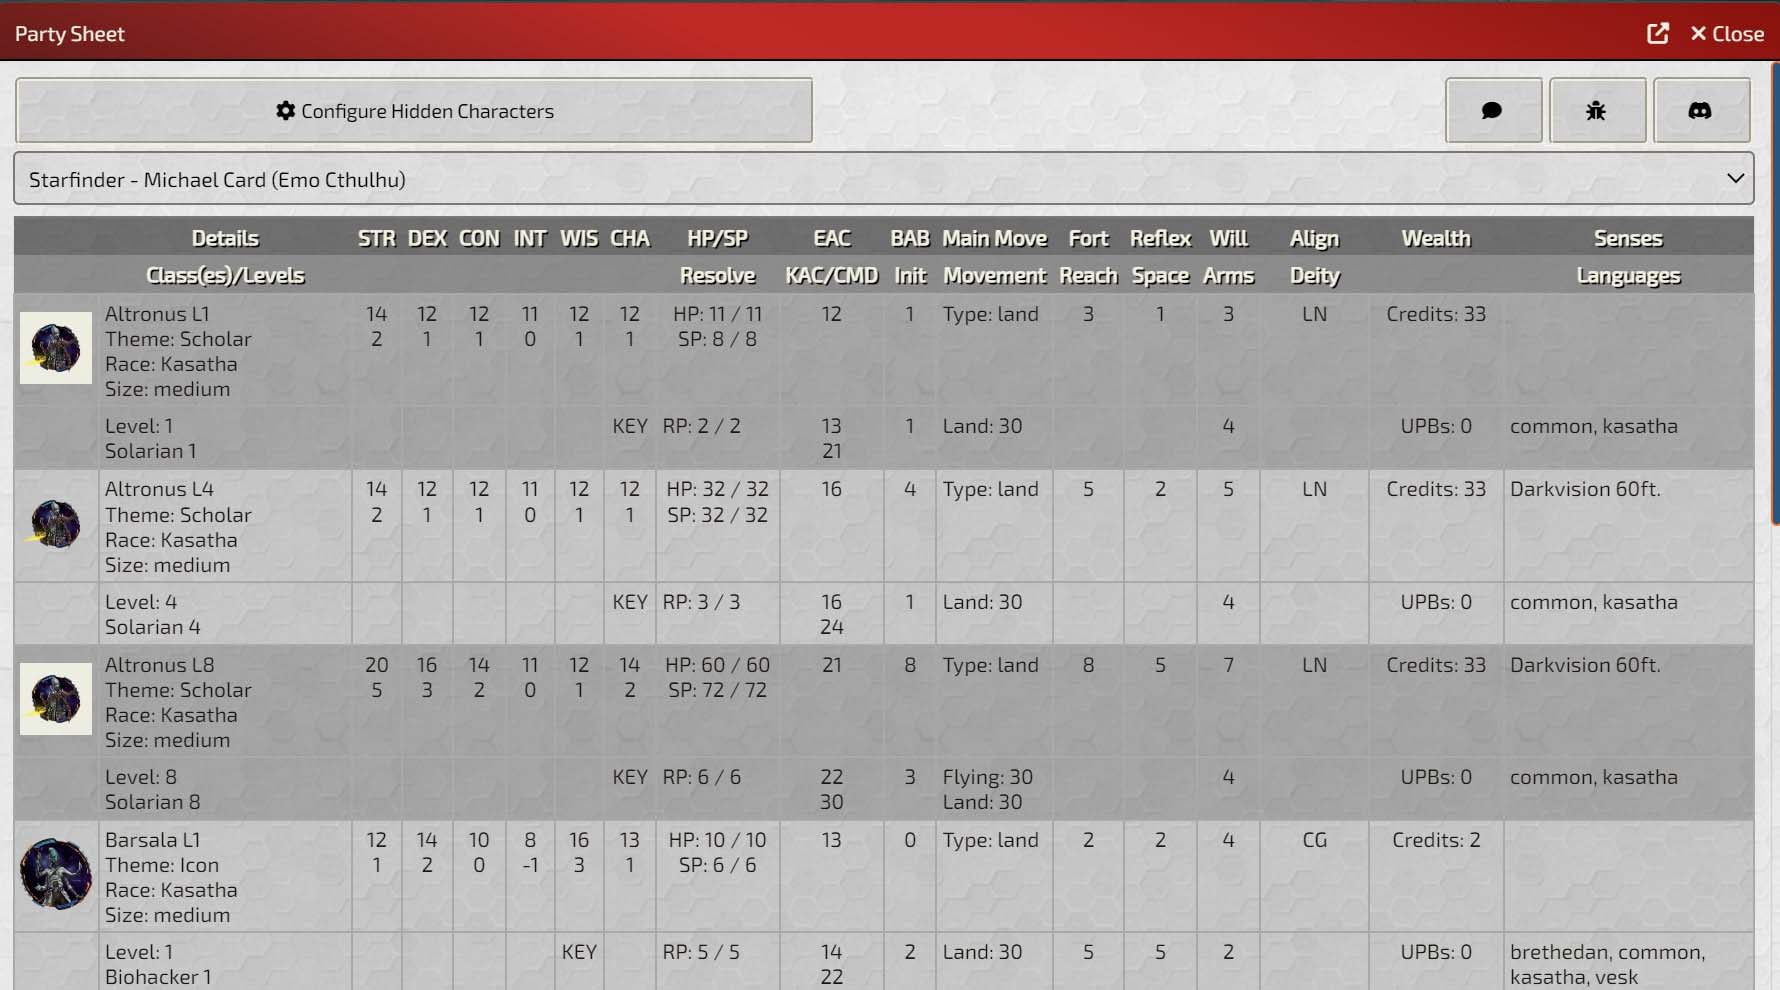 Party Sheet
Close
Configure Hidden Characters
Starfinder - Michael Card (Emo Cthulhu)
Details STR DEX CON INT WIS CHA HP/SP EAC BAB Main Move Fort Reflex Will Align Wealth Senses
Class(es)/Levels Resolve KAC/CMD Init Movement Reach Space Arms Deity Languages
Altronus L1 14 12 12 11 12 12 HP: 11 / 11 12 1 Type: land 3 1 3 LN Credits: 33
Theme: Scholar 2 1 1 0 1 1 SP: 8 / 8
Race: Kasatha
Size: medium
Level: 1 KEY RP: 2 / 2 13 1 Land: 30 4 UPBs: 0 common, kasatha
Solarian 1 21
Altronus L4 14 12 12 11 12 12 HP: 32 / 32 16 4 Type: land 5 2 5 LN Credits: 33 Darkvision 60ft.
Theme: Scholar 2 1 1 0 1 1 SP: 32 / 32
Race: Kasatha
Size: medium
Level: 4 KEY RP: 3 / 3 16 1 Land: 30 4 UPBs: 0 common, kasatha
Solarian 4 24
Altronus L8 20 16 14 11 12 14 HP: 60 / 60 21 8 Type: land 8 5 7 LN Credits: 33 Darkvision 60ft.
Theme: Scholar 5 3 2 0 1 2 SP: 72 / 72
Race: Kasatha
Size: medium
Level: 8 KEY RP: 6 / 6 22 3 Flying: 30 4 UPBs: 0 common, kasatha
Solarian 8 30 Land: 30
Barsala L1 12 14 10 8 16 13 HP: 10 / 10 13 0 Type: land 2 2 4 CG Credits: 2
Theme: Icon 1 2 0 -1 3 1 SP: 6 / 6
Race: Kasatha
Size: medium
Level: 1 KEY RP: 5 / 5 14 2 Land: 30 5 5 2 UPBs: 0 brethedan, common,
Biohacker 1 22 kasatha, vesk